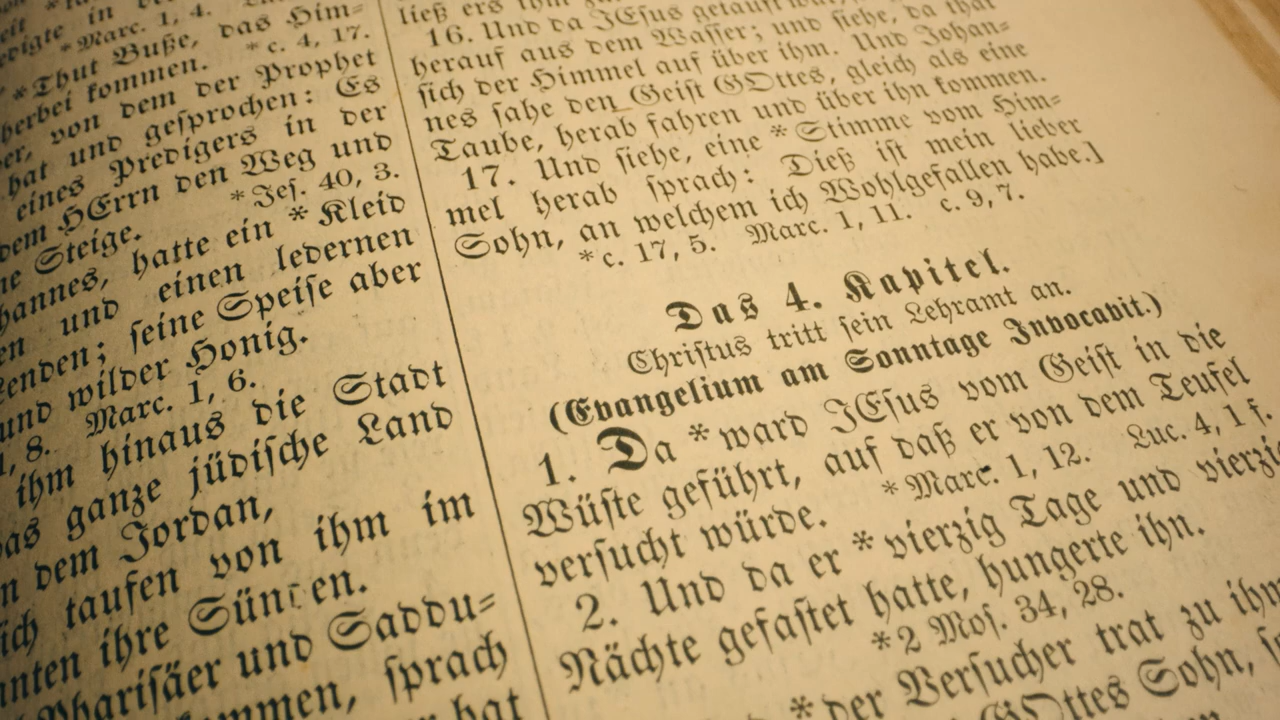 *Marc. 1, 4.
*Thut Buße, das Him=
kommen. *c. 4, 17.
von dem der Prophet
hat und gesprochen: Es
eines Predigers in der
dem HErrn den Weg und
Steige. *Jes. 40, 3.
hatte ein * Kleid
und einen ledernen
seine Speise aber
und wilder Honig.
8. Marc. 1, 6.
ihm hinaus die Stadt
ganze jüdische Land
dem Jordan,
taufen von ihm im
ihre Sünden.
Pharisäer und Saddu=
sprach
hat
ließ ers ihm
16. Und da JEsus getauft war,
herauf aus dem Wasser; und siehe, da that
sich der Himmel auf über ihm. Und Johan=
nes sahe den Geist GOttes, gleich als eine
Taube, herab fahren und über ihn kommen.
17. Und siehe, eine * Stimme vom Him=
mel herab sprach: Dieß ist mein lieber
Sohn, an welchem ich Wohlgefallen habe.]
*c. 17, 5. Marc. 1, 11. c. 9, 7.
Das 4. Kapitel.
Christus tritt sein Lehramt an.
(Evangelium am Sonntage Invocavit.)
1. Da * ward JEsus vom Geist in die
Wüste geführt, auf daß er von dem Teufel
versucht würde. *Marc. 1, 12. Luc. 4, 1 f.
2. Und da er * vierzig Tage und vierzig
Nächte gefastet hatte, hungerte ihn.
*2 Mos. 34, 28.
* der Versucher trat zu ihm
GOttes Sohn,